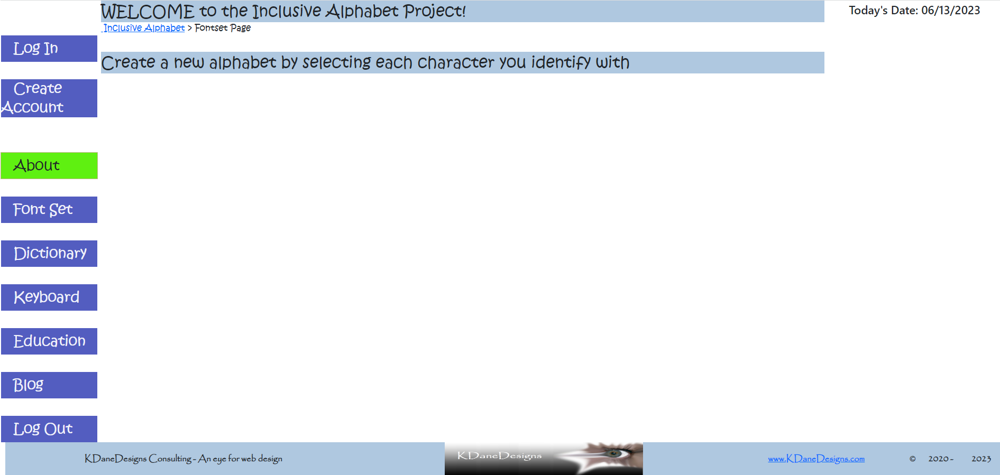 WELCOME to the Inclusive Alphabet Project!
Today's Date: 06/13/2023
Inclusive Alphabet > Fontset Page
Log In
Create a new alphabet by selecting each character you identify with
Create
Account
About
Font Set
Dictionary
Keyboard
Education
Blog
Log Out
KDaneDesigns Consulting - An eye for web design
KDaneDesigns
www.KDaneDesigns.com
© 2020 - 2023